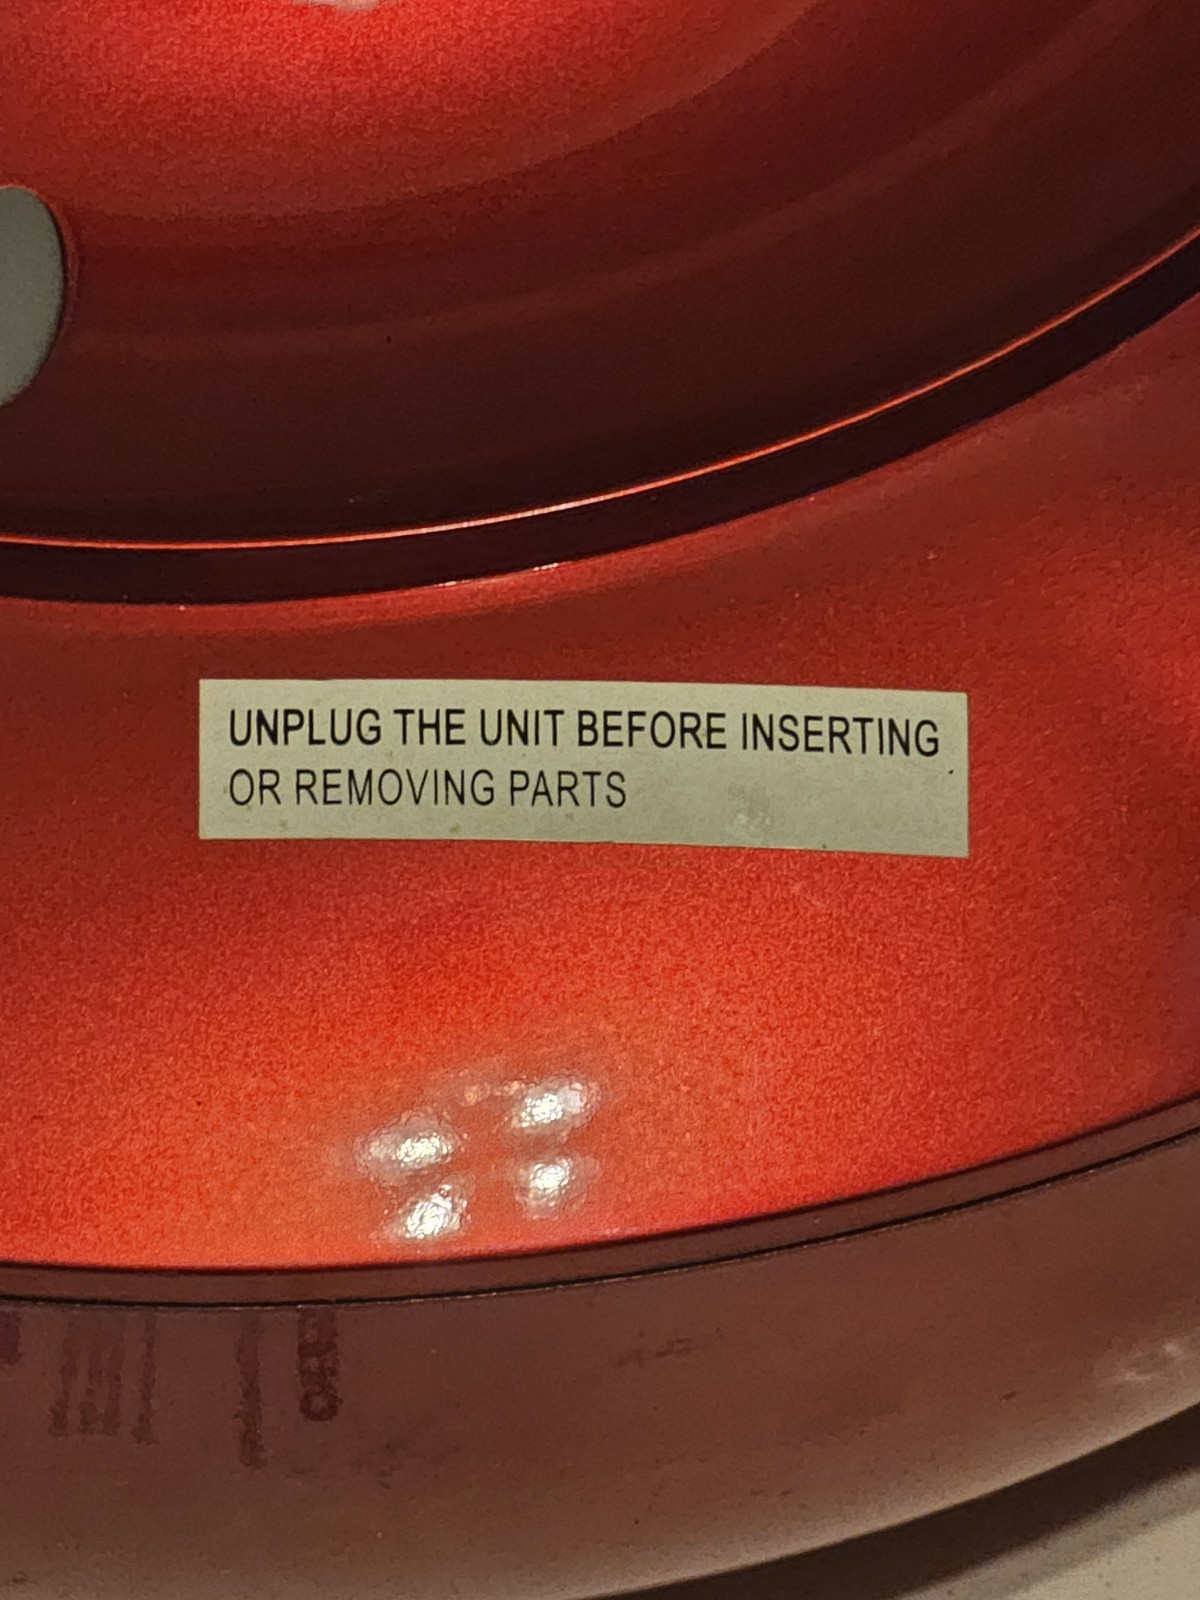 UNPLUG THE UNIT BEFORE INSERTING
OR REMOVING PARTS